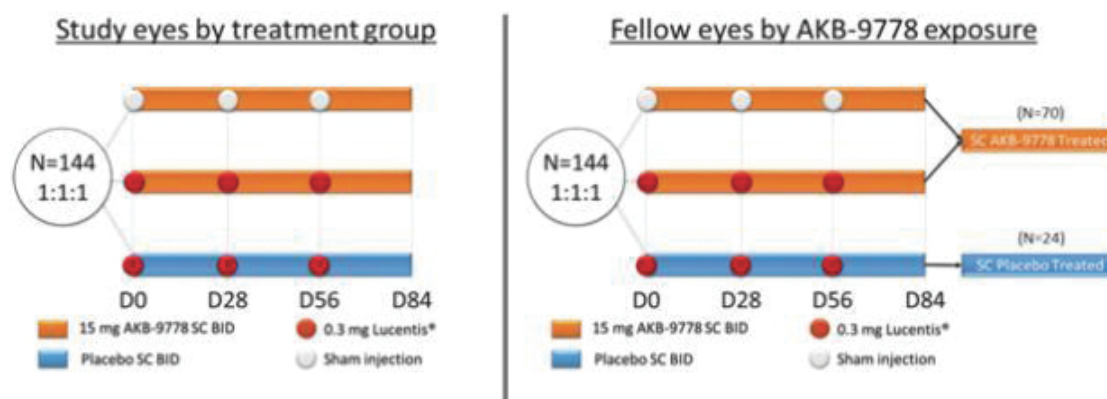 Study eyes by treatment group
N=144
1:1:1
D0 D28 D56 D84
15 mg AKB-9778 SC BID
0.3 mg Lucentis®
Placebo SC BID
Sham injection
Fellow eyes by AKB-9778 exposure
N=144
1:1:1
(N=70)
SC AKB-9778 Treated
(N=24)
SC Placebo Treated
D0 D28 D56 D84
15 mg AKB-9778 SC BID
0.3 mg Lucentis®
Placebo SC BID
Sham injection